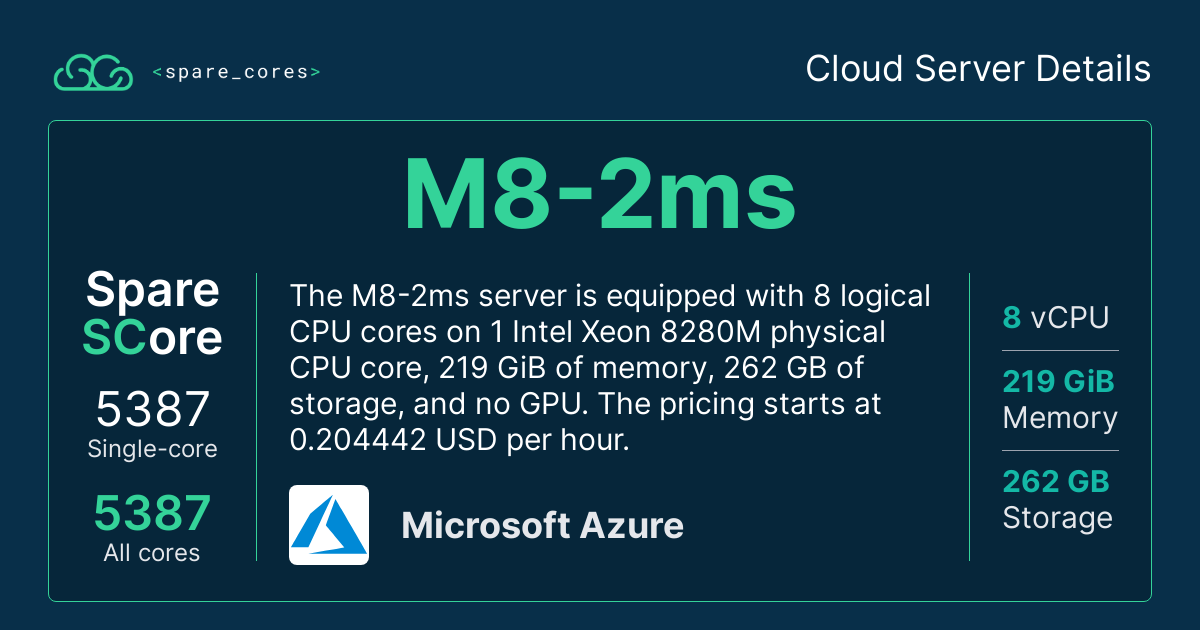 <spare_cores>
Cloud Server Details
M8-2ms
Spare
SCore
5387
Single-core
5387
All cores
The M8-2ms server is equipped with 8 logical
CPU cores on 1 Intel Xeon 8280M physical
CPU core, 219 GiB of memory, 262 GB of
storage, and no GPU. The pricing starts at
0.204442 USD per hour.
Microsoft Azure
8 vCPU
219 GiB
Memory
262 GB
Storage